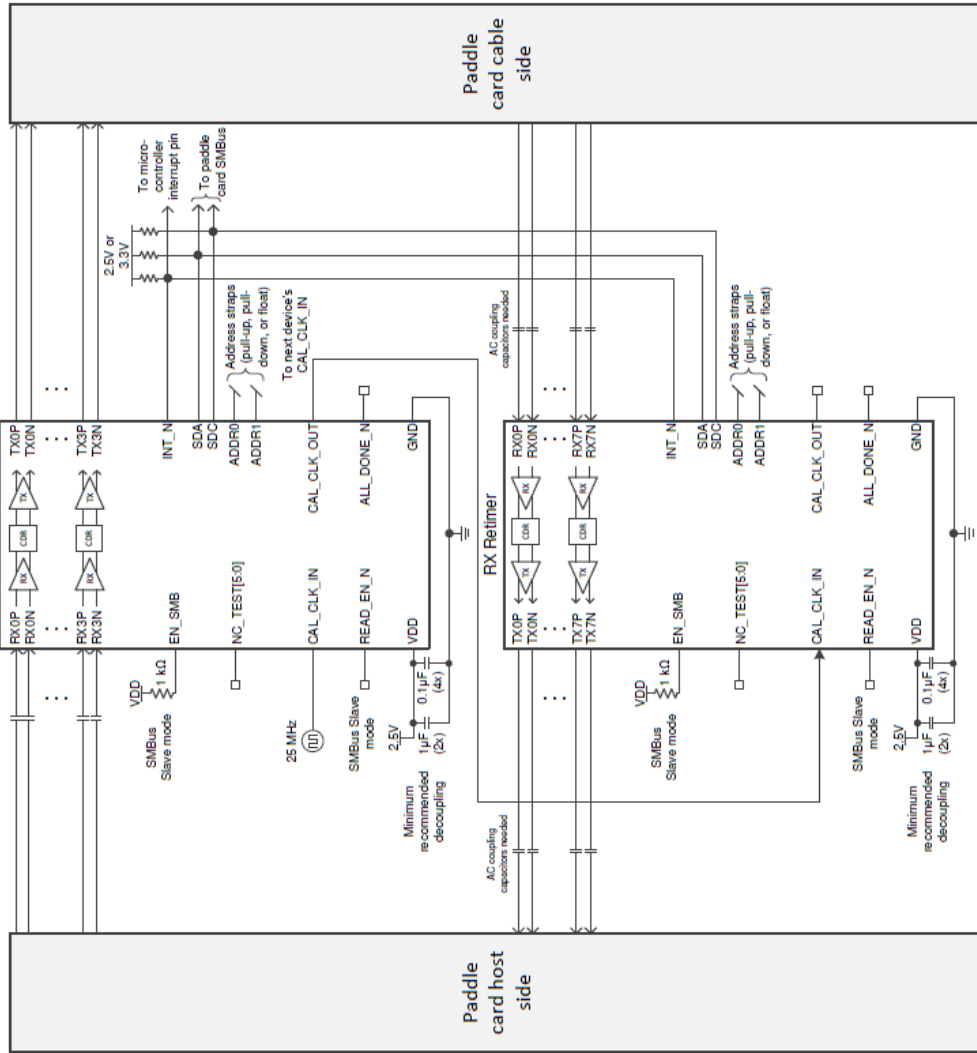 Paddle
card cable
side
TX0P
TX0N
TX3P
TX3N
TX
TX
CDR
CDR
RX
RX
RX0P
RX0N
RX3P
RX3N
2.5V or
3.3V
To micro-
controller
interrupt pin
To paddle
card SMBus
Address straps
(pull-up, pull-
down, or float)
To next device's
CAL_CLK_IN
INT_N
SDA
SDC
ADDR0
ADDR1
CAL_CLK_OUT
ALL_DONE_N
GND
EN_SMB
NC_TEST[5:0]
CAL_CLK_IN
READ_EN_N
VDD
VDD
1 kΩ
SMBus
Slave mode
25 MHz
SMBus Slave
mode
2.5V
1µF
(2x)
0.1µF
(4x)
Minimum
recommended
decoupling
RX Retimer
AC coupling
capacitors needed
RX0P
RX0N
RX7P
RX7N
RX
RX
CDR
CDR
TX
TX
TX0P
TX0N
TX7P
TX7N
AC coupling
capacitors needed
INT_N
SDA
SDC
ADDR0
ADDR1
Address straps
(pull-up, pull-
down, or float)
CAL_CLK_OUT
ALL_DONE_N
GND
EN_SMB
NC_TEST[5:0]
CAL_CLK_IN
READ_EN_N
VDD
VDD
1 kΩ
SMBus
Slave mode
SMBus Slave
mode
2.5V
1µF
(2x)
0.1µF
(4x)
Minimum
recommended
decoupling
Paddle
card host
side